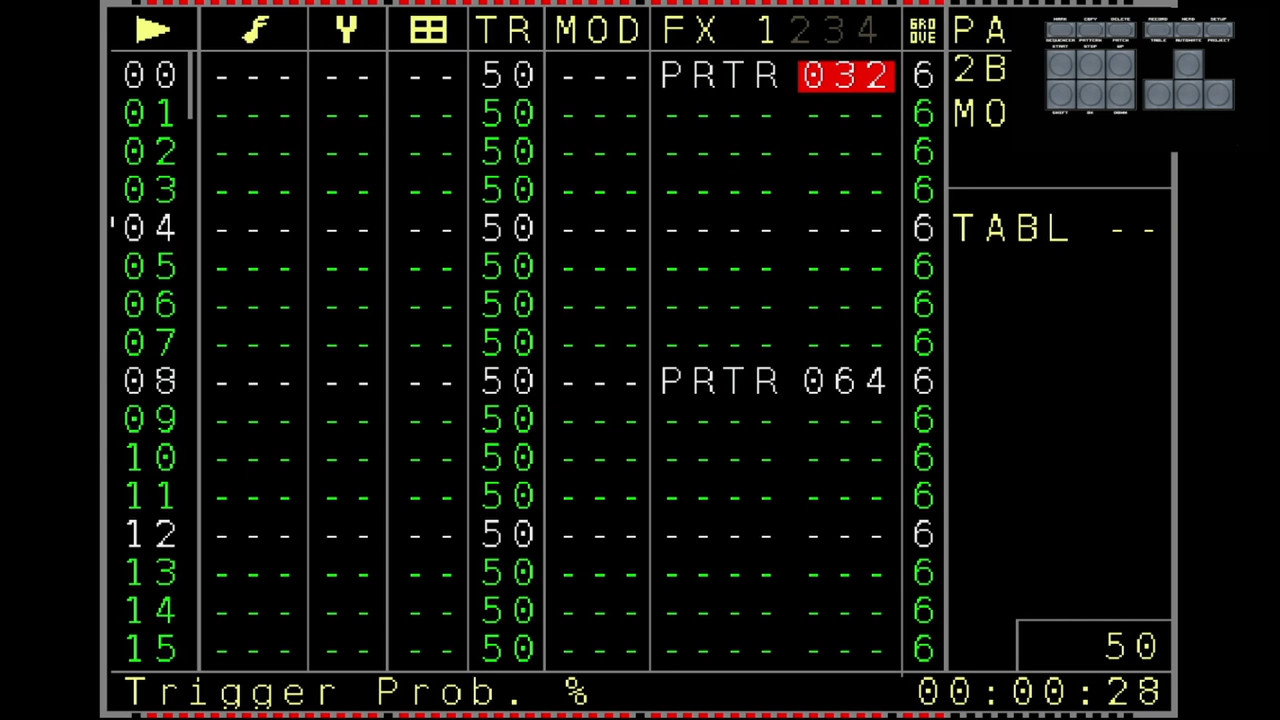 TR MOD FX 1234 GROOVE PA
00 --- -- -- 50 --- PRTR 032 6 2B
01 --- -- -- 50 --- ---- --- 6 MO
02 --- -- -- 50 --- ---- --- 6
03 --- -- -- 50 --- ---- --- 6
'04 --- -- -- 50 --- ---- --- 6 TABL --
05 --- -- -- 50 --- ---- --- 6
06 --- -- -- 50 --- ---- --- 6
07 --- -- -- 50 --- ---- --- 6
08 --- -- -- 50 --- PRTR 064 6
09 --- -- -- 50 --- ---- --- 6
10 --- -- -- 50 --- ---- --- 6
11 --- -- -- 50 --- ---- --- 6
12 --- -- -- 50 --- ---- --- 6
13 --- -- -- 50 --- ---- --- 6
14 --- -- -- 50 --- ---- --- 6
15 --- -- -- 50 --- ---- --- 6 50
Trigger Prob. % 00:00:28